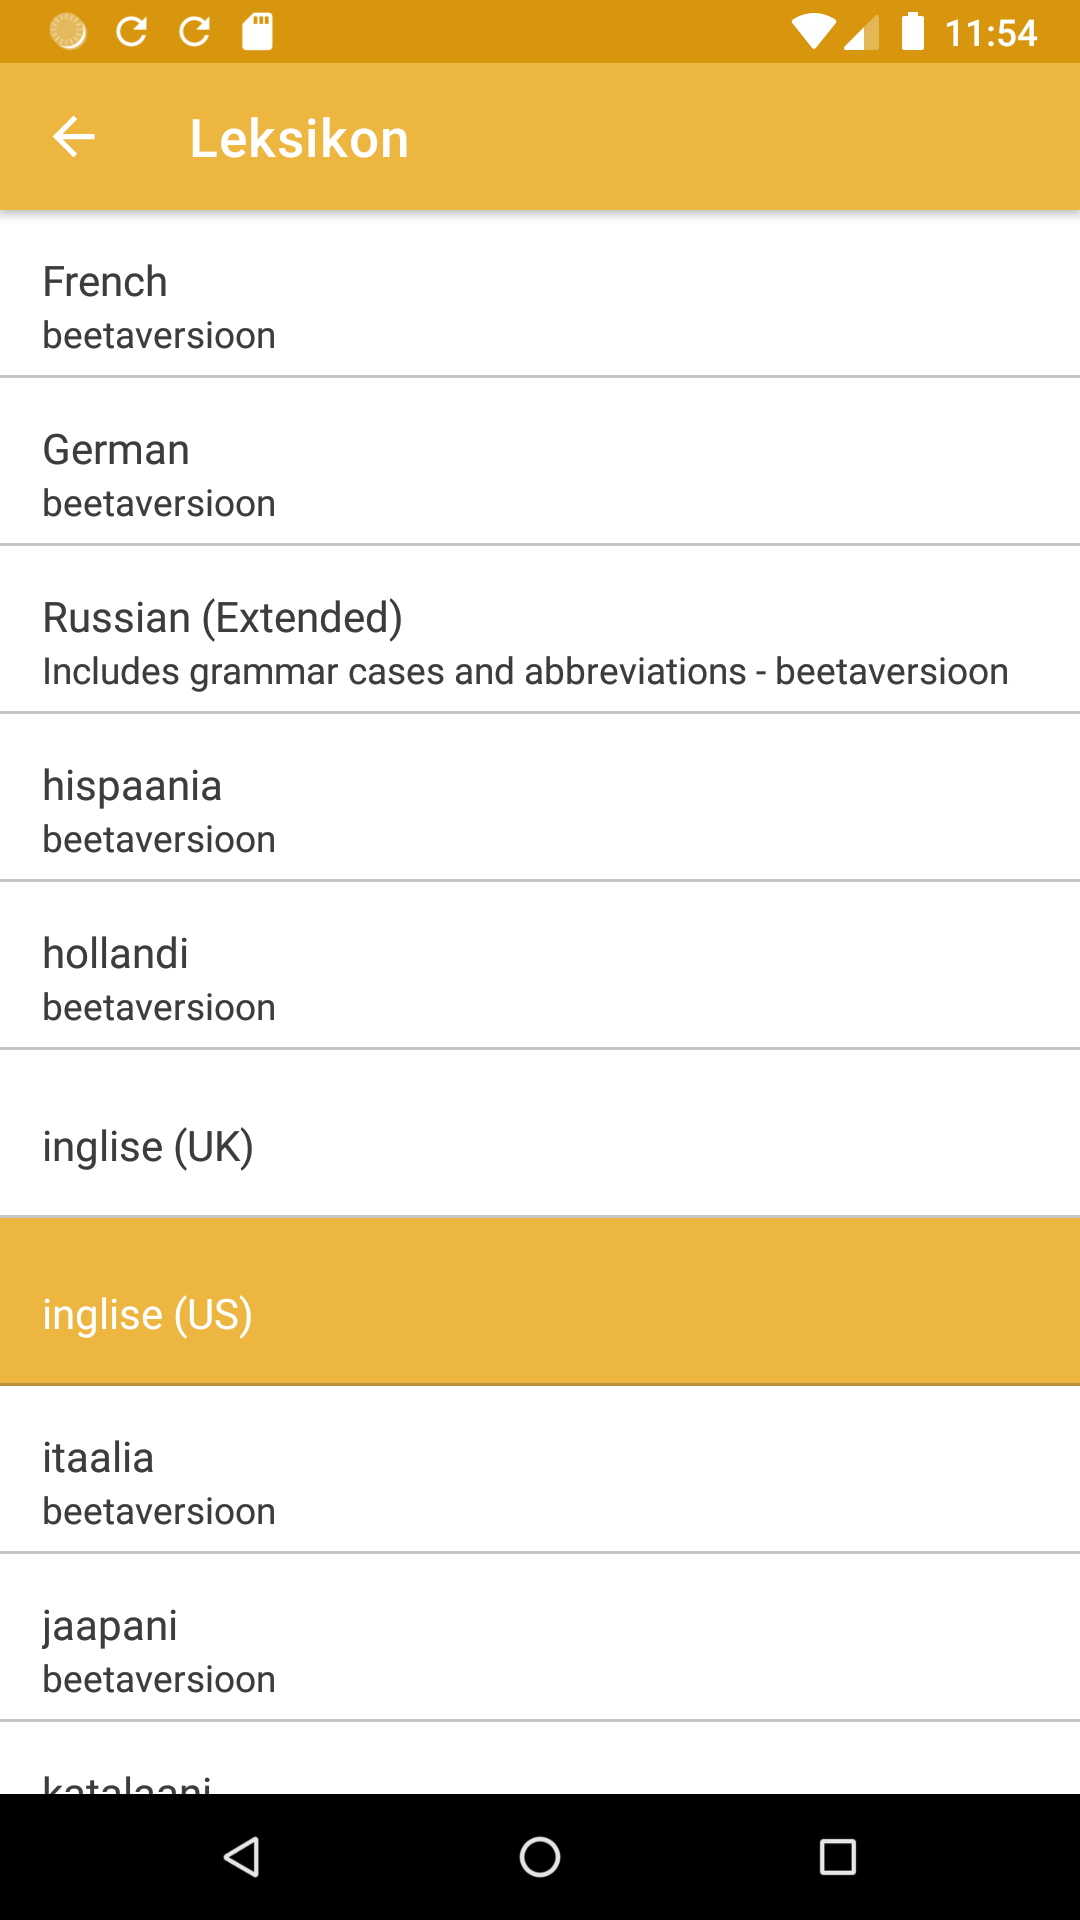 11:54
Leksikon
French
beetaversioon
German
beetaversioon
Russian (Extended)
Includes grammar cases and abbreviations - beetaversioon
hispaania
beetaversioon
hollandi
beetaversioon
inglise (UK)
inglise (US)
itaalia
beetaversioon
jaapani
beetaversioon
katalaani